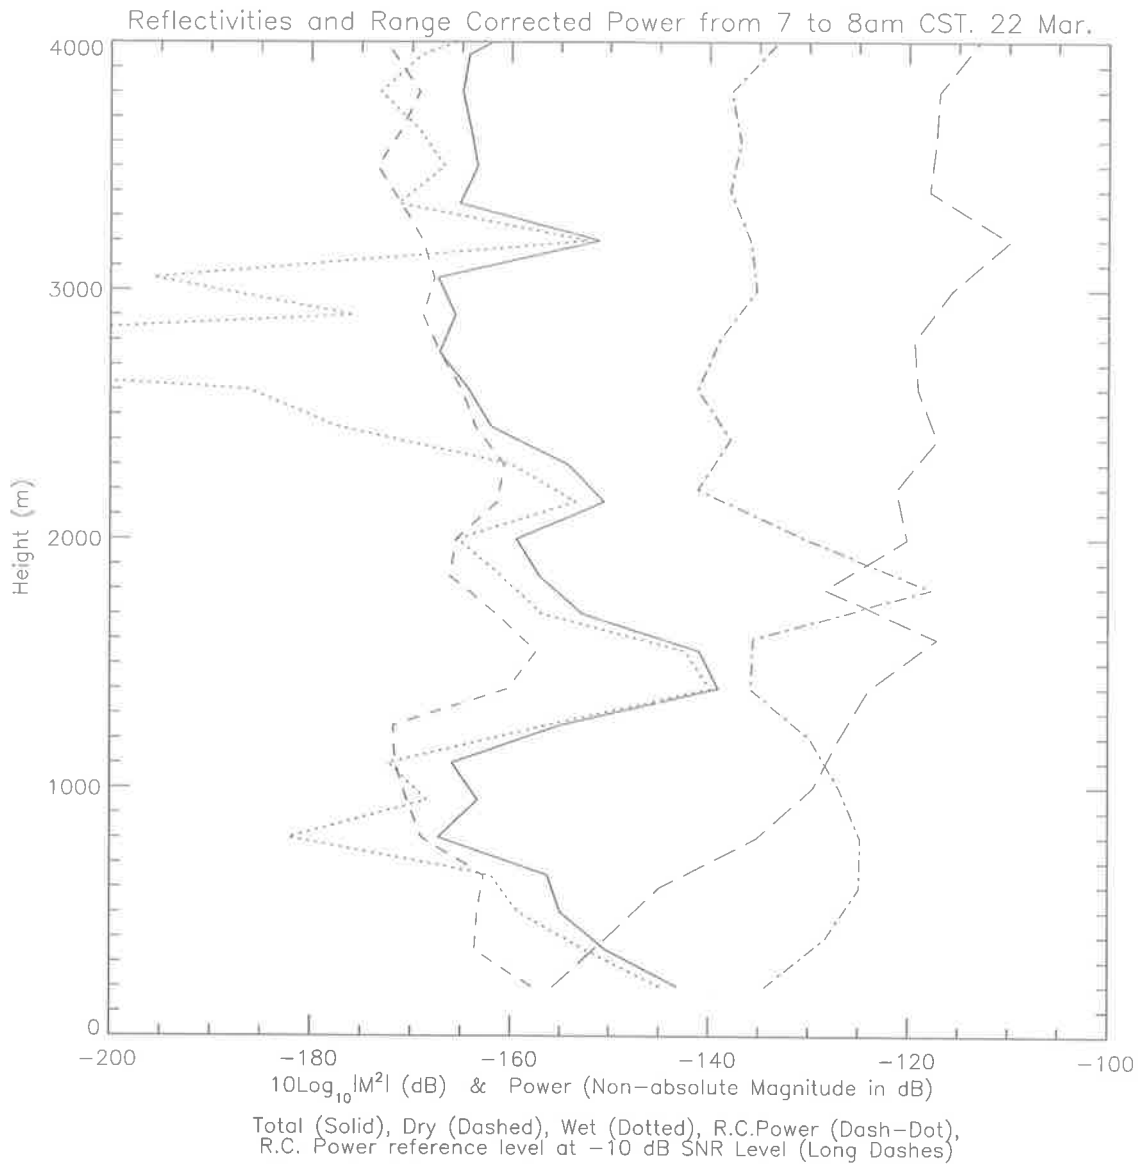 Reflectivities and Range Corrected Power from 7 to 8am CST. 22 Mar.
4000
3000
2000
1000
0
Height (m)
-200 -180 -160 -140 -120 -100
10Log₁₀|M²| (dB) & Power (Non-absolute Magnitude in dB)
Total (Solid), Dry (Dashed), Wet (Dotted), R.C.Power (Dash-Dot),
R.C. Power reference level at -10 dB SNR Level (Long Dashes)